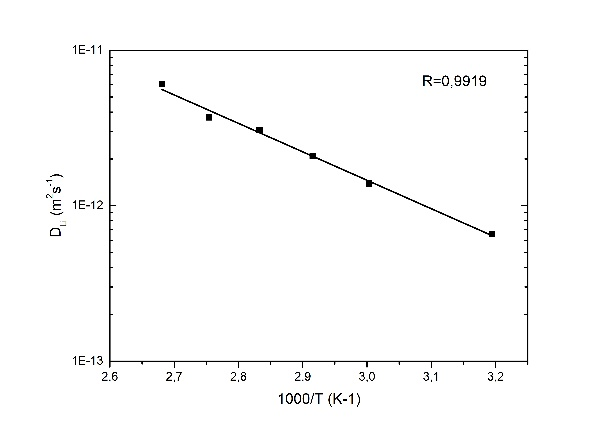 1E-11
R=0,9919
1E-12
D Li (m²s⁻¹)
1E-13
2,6 2,7 2,8 2,9 3,0 3,1 3,2
1000/T (K-1)